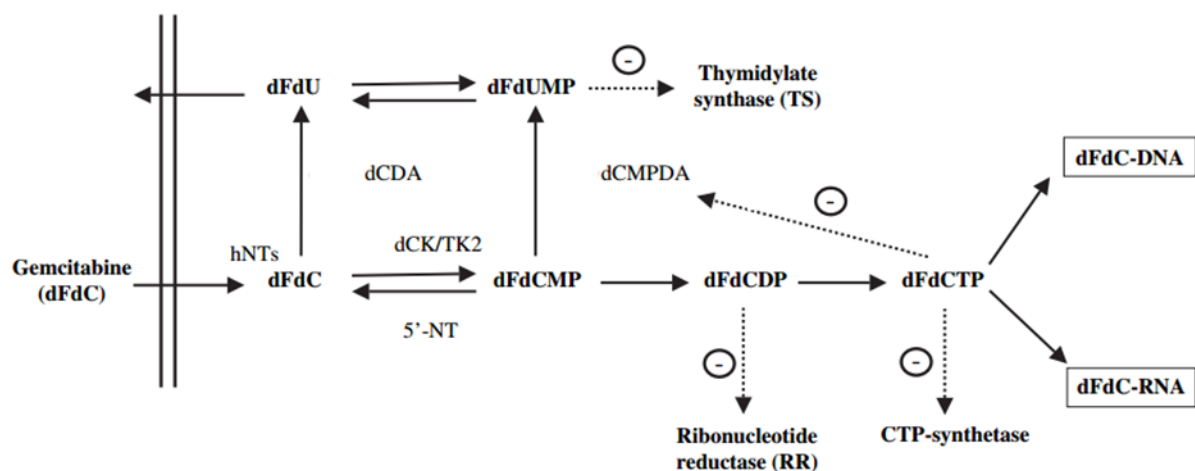 dFdU
dFdUMP
-
Thymidylate
synthase (TS)
dFdC-DNA
dCDA
dCMPDA
-
hNTs
dCK/TK2
Gemcitabine
(dFdC)
dFdC
dFdCMP
dFdCDP
dFdCTP
5’-NT
-
-
dFdC-RNA
Ribonucleotide
reductase (RR)
CTP-synthetase